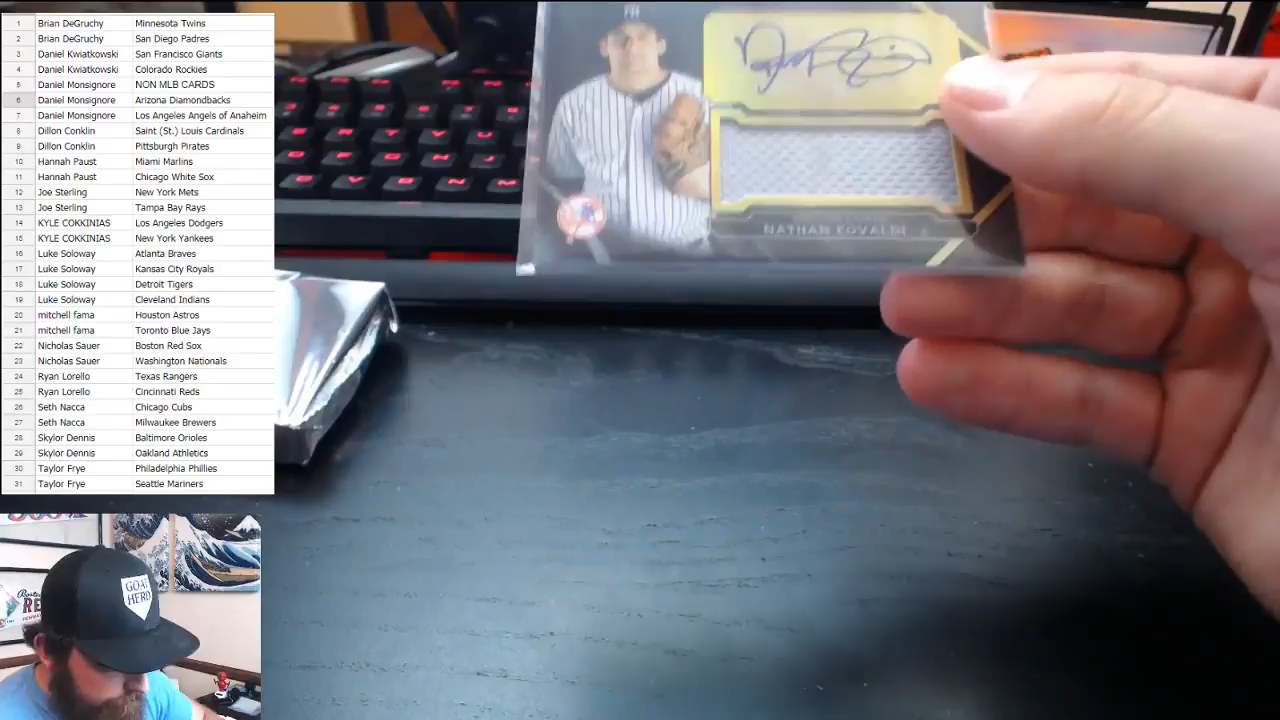 1 Brian DeGruchy Minnesota Twins
2 Brian DeGruchy San Diego Padres
3 Daniel Kwiatkowski San Francisco Giants
4 Daniel Kwiatkowski Colorado Rockies
5 Daniel Monsignore NON MLB CARDS
6 Daniel Monsignore Arizona Diamondbacks
7 Daniel Monsignore Los Angeles Angels of Anaheim
8 Dillon Conklin Saint (St.) Louis Cardinals
9 Dillon Conklin Pittsburgh Pirates
10 Hannah Paust Miami Marlins
11 Hannah Paust Chicago White Sox
12 Joe Sterling New York Mets
13 Joe Sterling Tampa Bay Rays
14 KYLE COKKINIAS Los Angeles Dodgers
15 KYLE COKKINIAS New York Yankees
16 Luke Soloway Atlanta Braves
17 Luke Soloway Kansas City Royals
18 Luke Soloway Detroit Tigers
19 Luke Soloway Cleveland Indians
20 mitchell fama Houston Astros
21 mitchell fama Toronto Blue Jays
22 Nicholas Sauer Boston Red Sox
23 Nicholas Sauer Washington Nationals
24 Ryan Lorello Texas Rangers
25 Ryan Lorello Cincinnati Reds
26 Seth Nacca Chicago Cubs
27 Seth Nacca Milwaukee Brewers
28 Skylor Dennis Baltimore Orioles
29 Skylor Dennis Oakland Athletics
30 Taylor Frye Philadelphia Phillies
31 Taylor Frye Seattle Mariners
NATHAN EOVALDI
GOAT
HERD